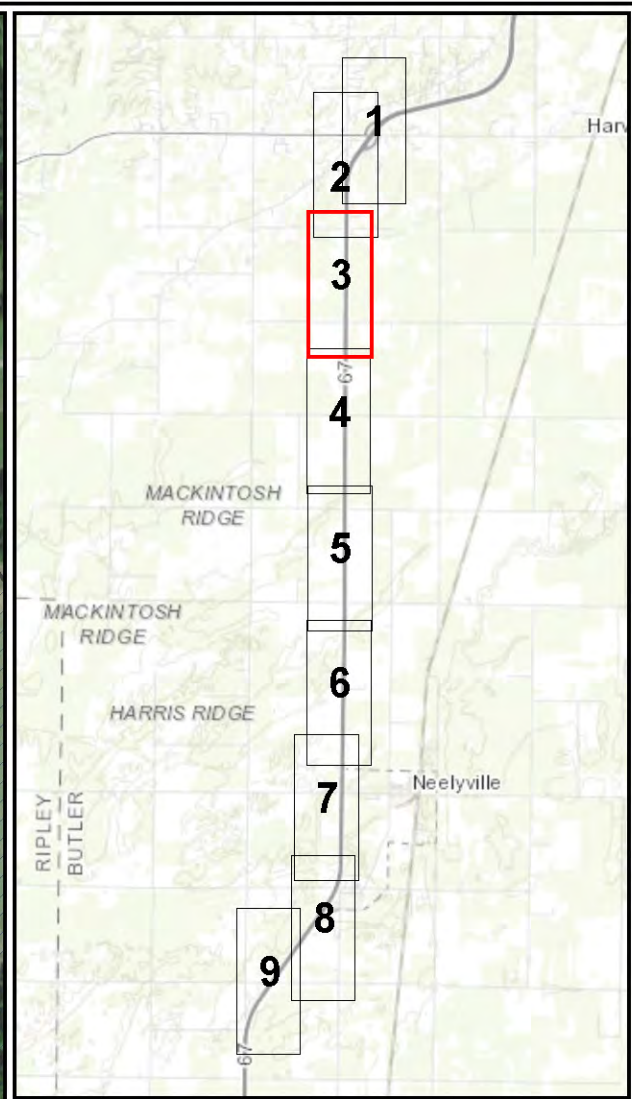 1
Harv
2
3
67
4
MACKINTOSH
RIDGE
5
MACKINTOSH
RIDGE
6
HARRIS RIDGE
Neelyville
7
RIPLEY
BUTLER
8
9
67